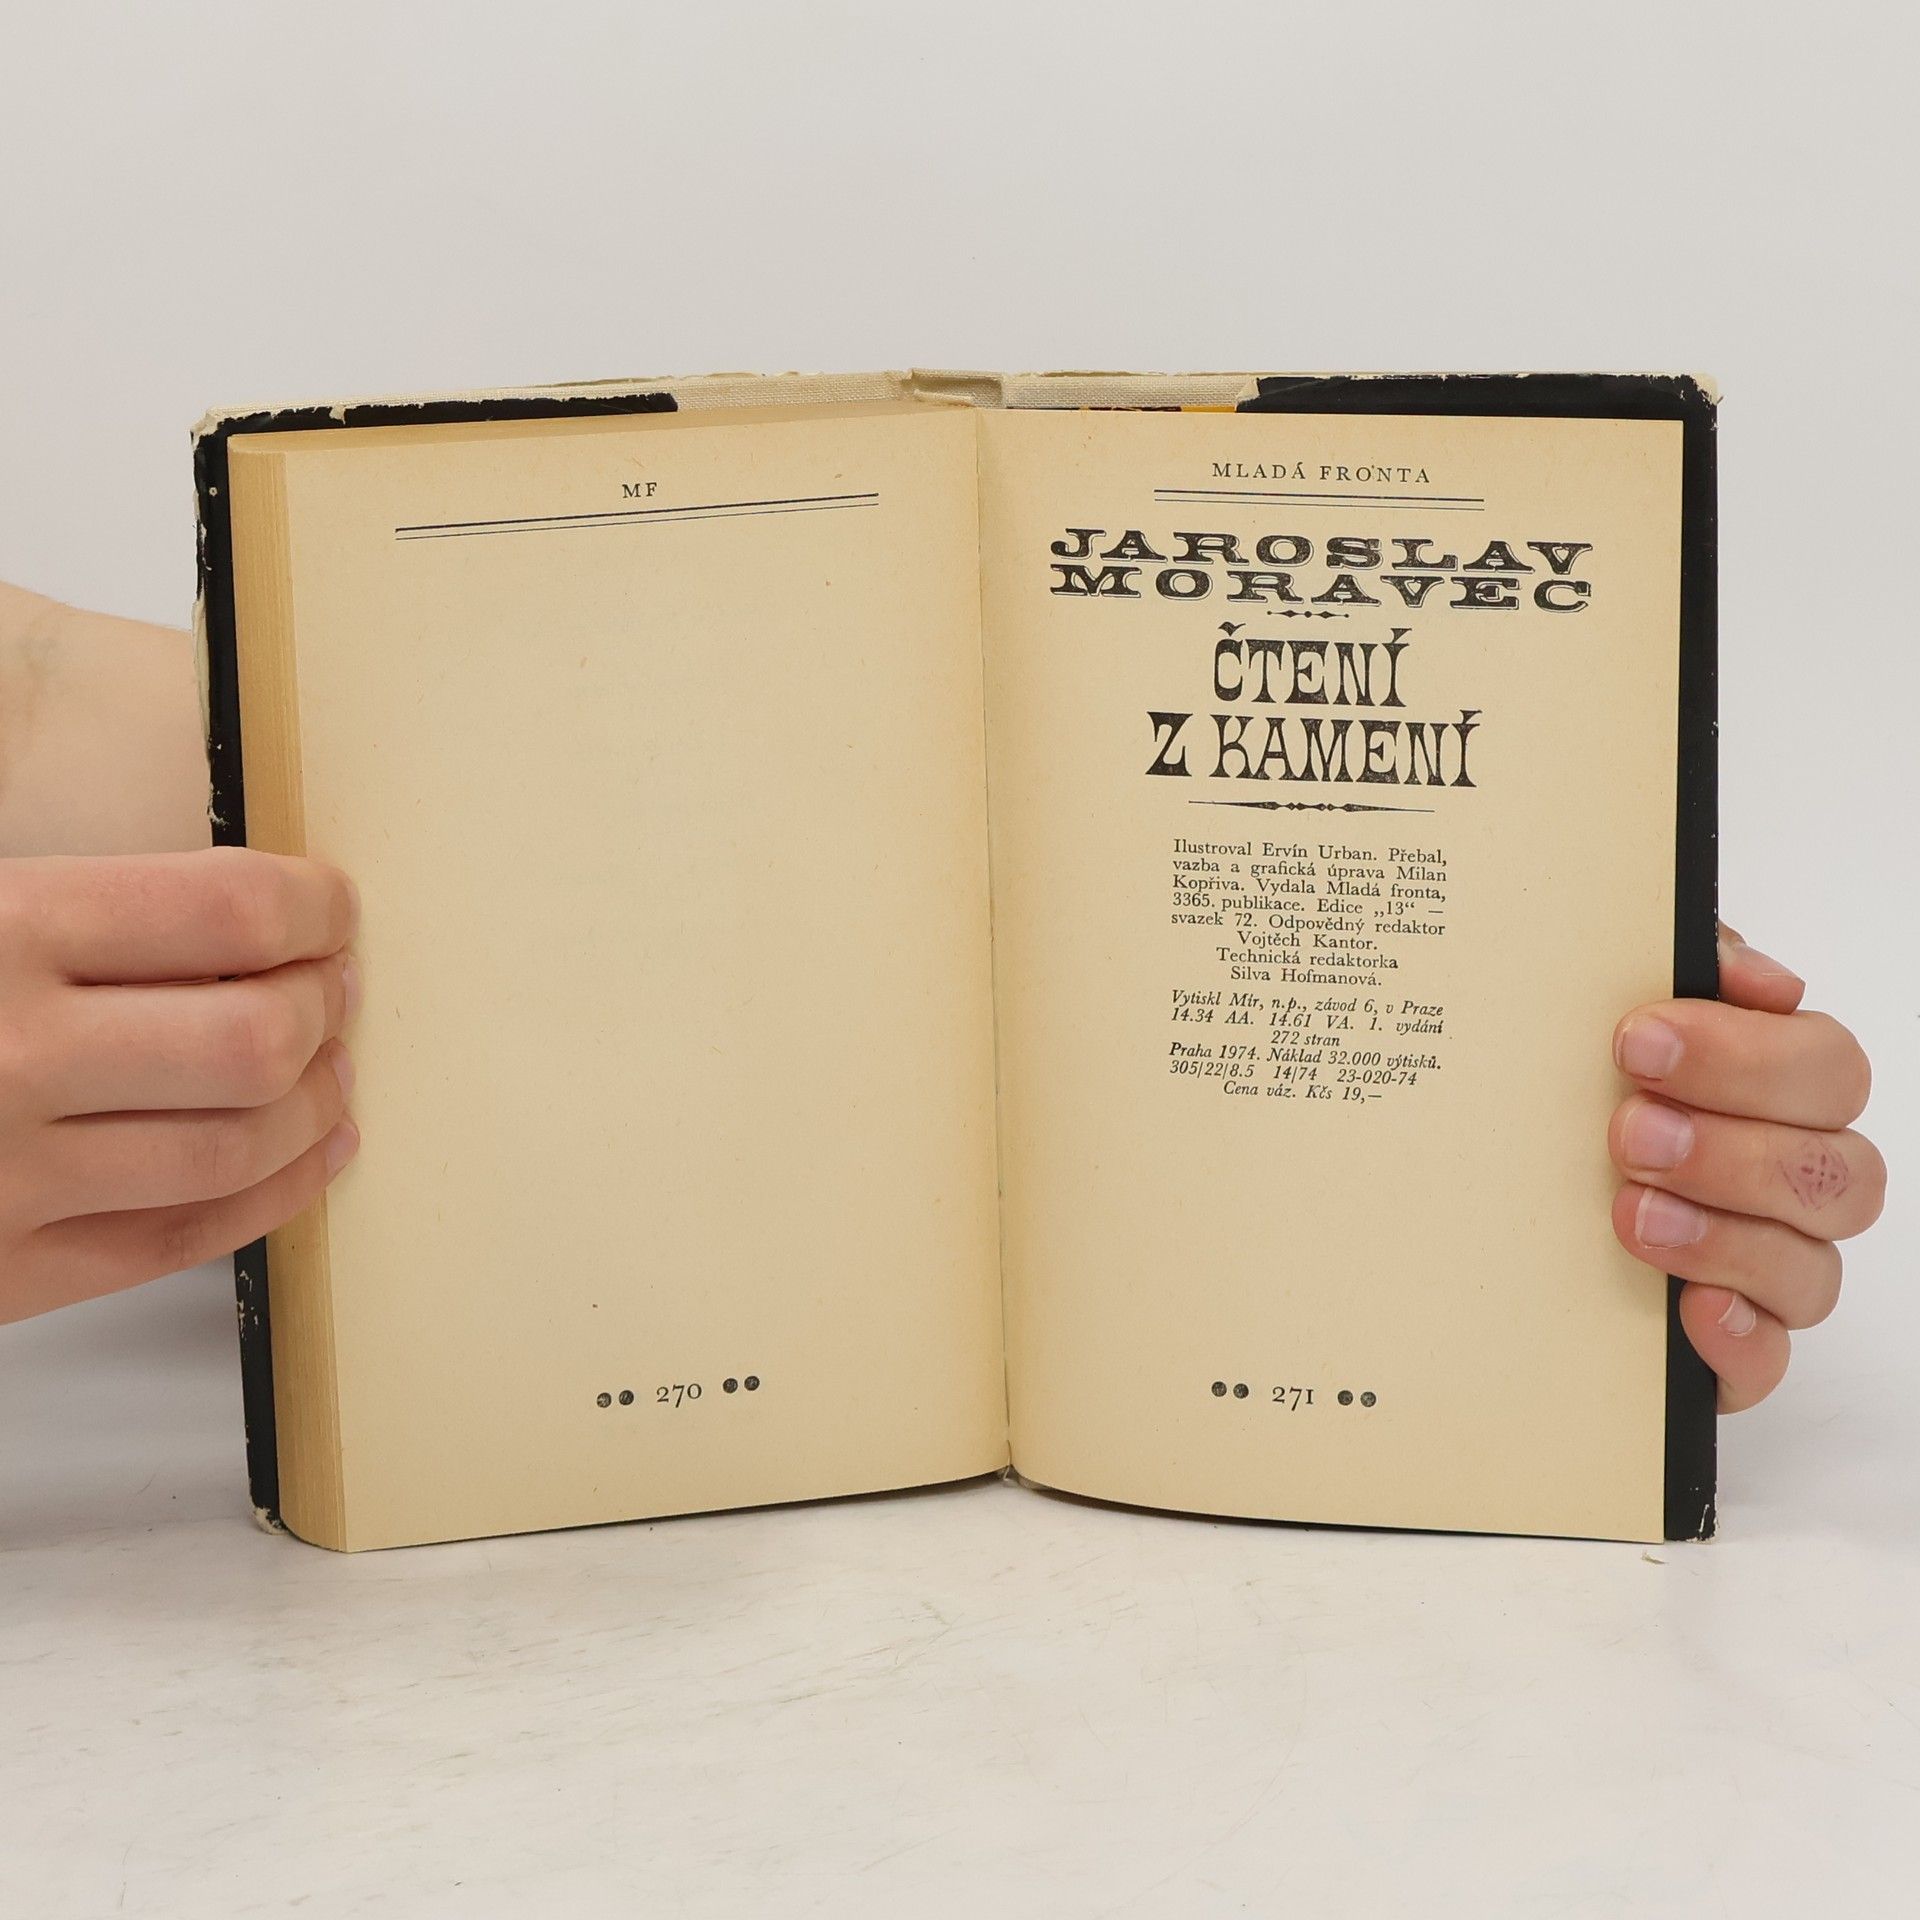 MF
270
MLADÁ FRONTA
JAROSLAV
MORAVEC
ČTENÍ
Z KAMENÍ
Ilustroval Ervín Urban. Přebal,
vazba a grafická úprava Milan
Kopřiva. Vydala Mladá fronta,
3365. publikace. Edice „13“ —
svazek 72. Odpovědný redaktor
Vojtěch Kantor.
Technická redaktorka
Silva Hofmanová.
Vytiskl Mír, n.p., závod 6, v Praze
14.34 AA. 14.61 VA. 1. vydání
272 stran
Praha 1974. Náklad 32.000 výtisků.
305/22/8.5 14/74 23-020-74
Cena váz. Kčs 19,—
271